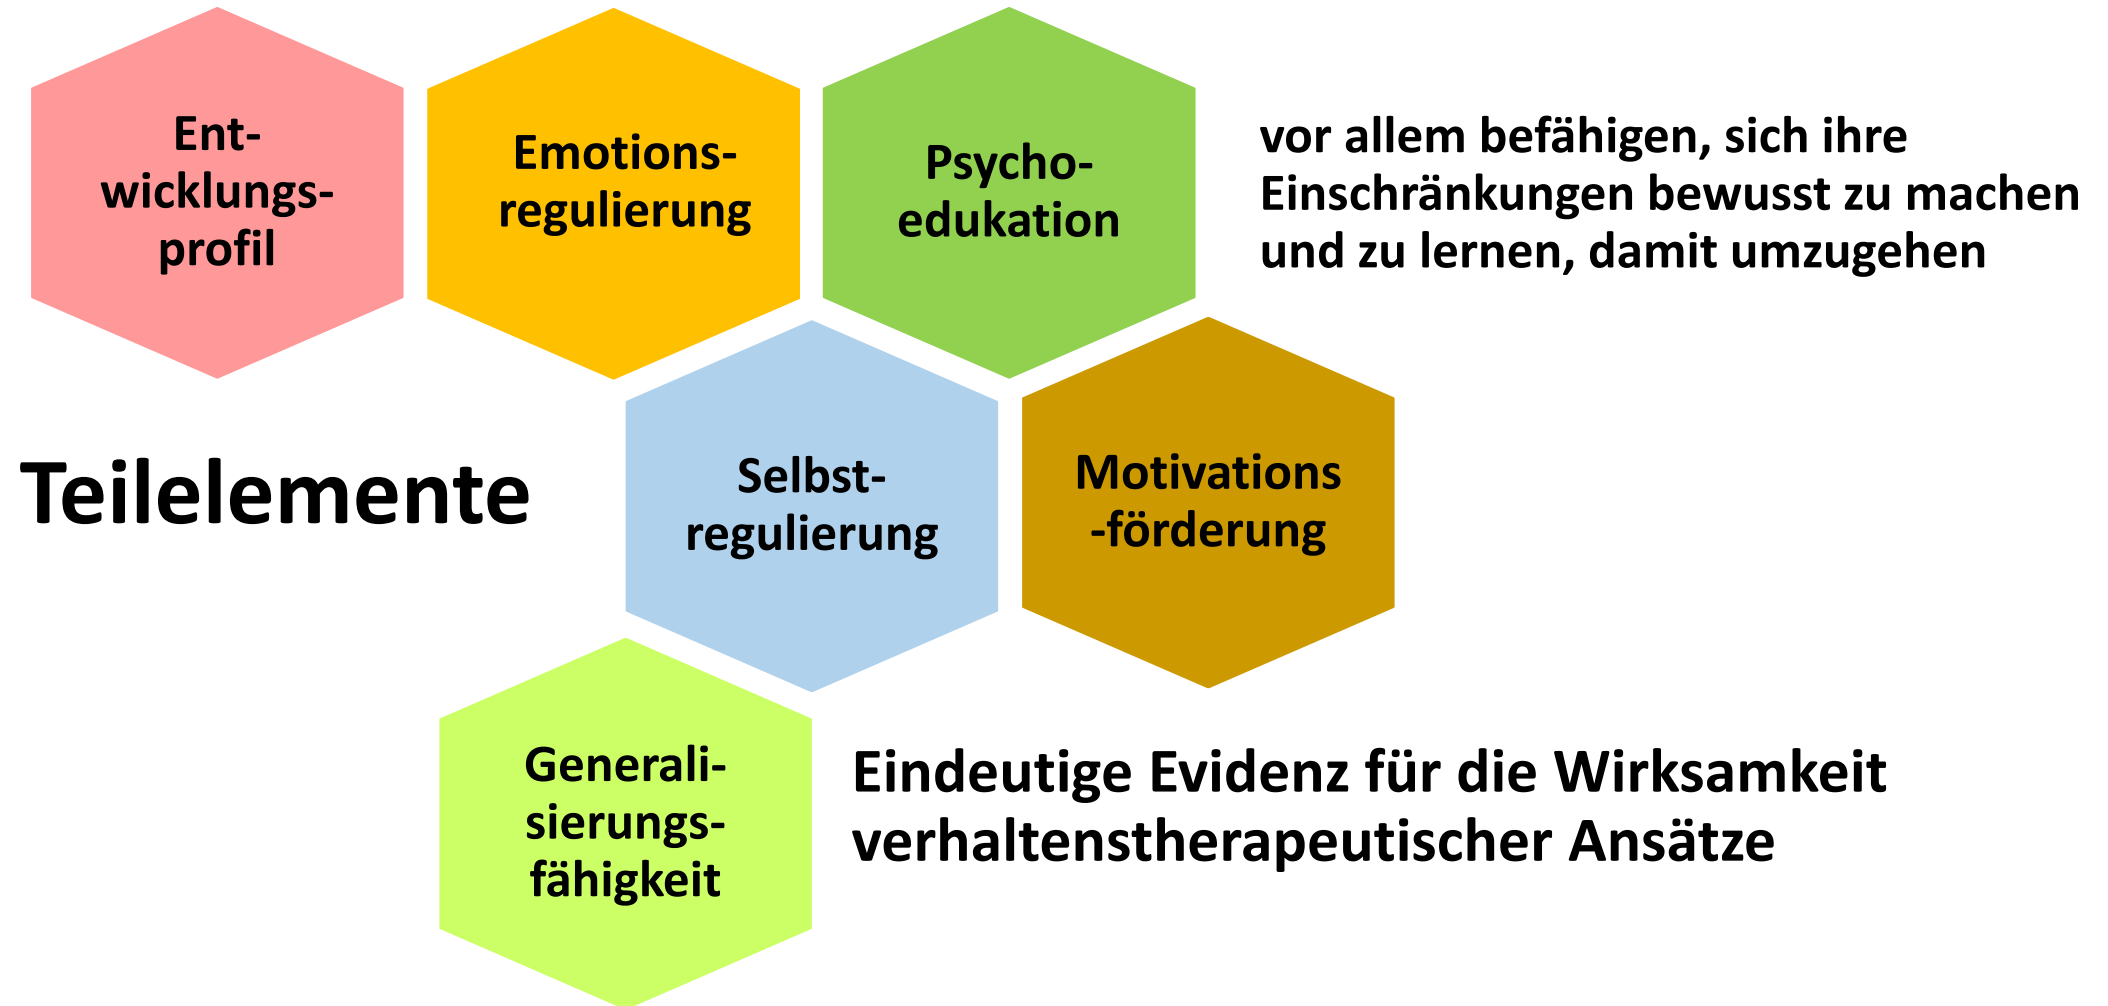 Ent-
wicklungs-
profil
Emotions-
regulierung
Psycho-
edukation
vor allem befähigen, sich ihre
Einschränkungen bewusst zu machen
und zu lernen, damit umzugehen
Teilelemente
Selbst-
regulierung
Motivations
-förderung
Generali-
sierungs-
fähigkeit
Eindeutige Evidenz für die Wirksamkeit
verhaltenstherapeutischer Ansätze